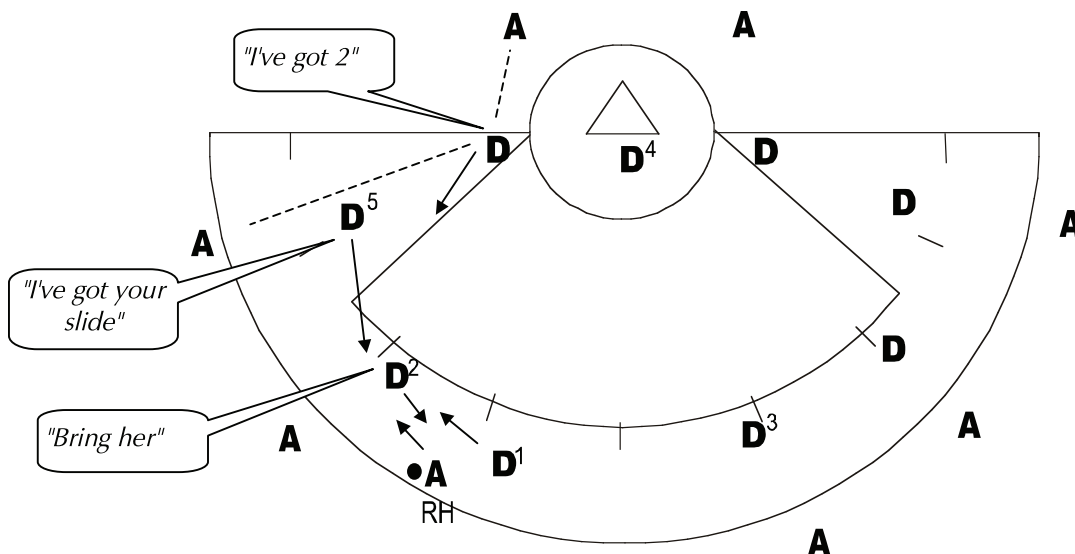 A
A
"I've got 2"
D
D4
D
D5
D
A
A
"I've got your
slide"
D
D2
"Bring her"
A
D3
A
A
D1
RH
A